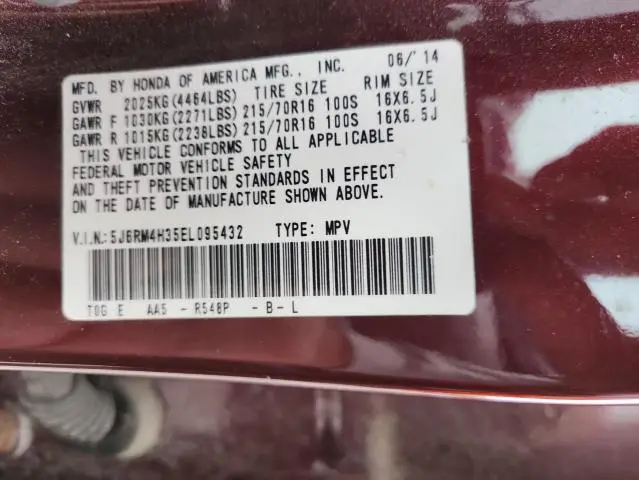 MFD. BY HONDA OF AMERICA MFG., INC. 06/'14
GVWR 2025KG(4464LBS) TIRE SIZE RIM SIZE
GAWR F 1030KG(2271LBS) 215/70R16 100S 16X6.5J
GAWR R 1015KG(2238LBS) 215/70R16 100S 16X6.5J
THIS VEHICLE CONFORMS TO ALL APPLICABLE
FEDERAL MOTOR VEHICLE SAFETY
AND THEFT PREVENTION STANDARDS IN EFFECT
ON THE DATE OF MANUFACTURE SHOWN ABOVE.
V.I.N.: 5J6RM4H35EL095432 TYPE: MPV
T0G E AA5 - R548P - B - L